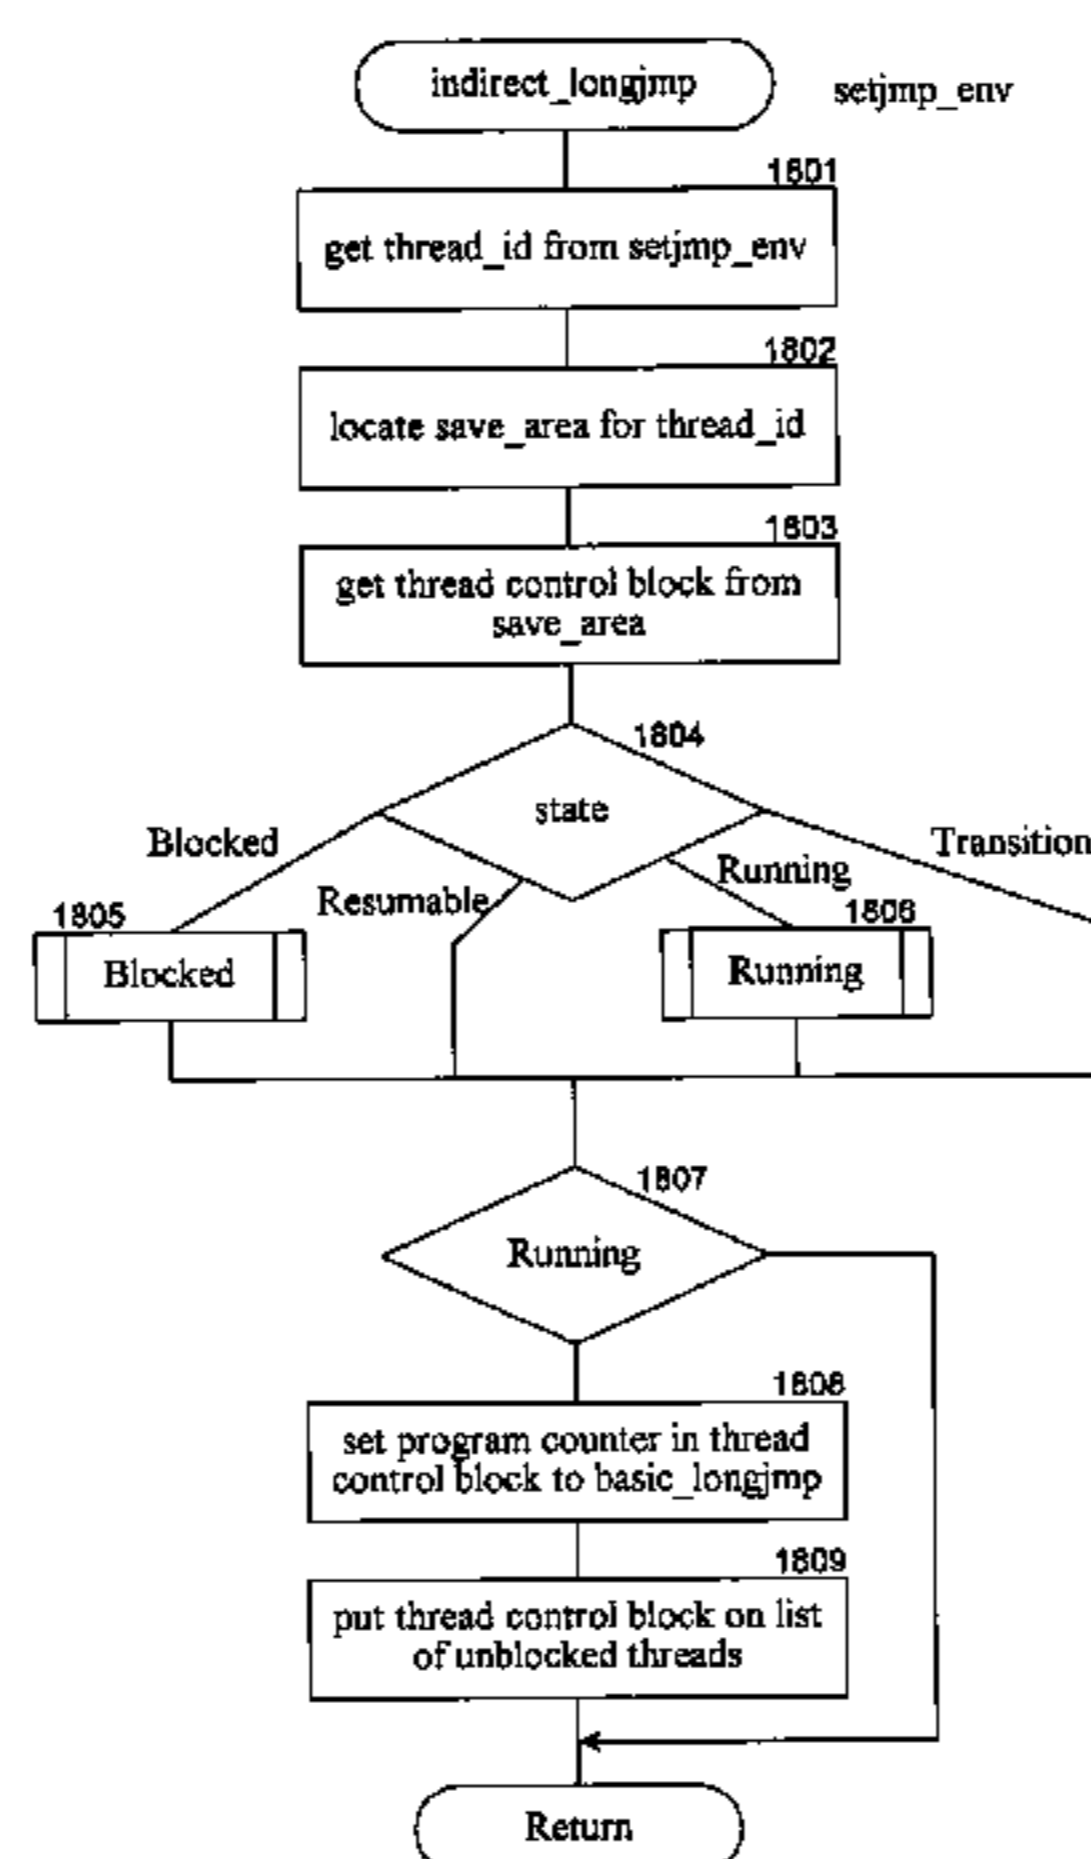 indirect_longjmp
setjmp_env
1801
get thread_id from setjmp_env
1802
locate save_area for thread_id
1803
get thread control block from
save_area
1804
state
Blocked
Resumable
Running
Transition
1805
Blocked
1806
Running
1807
Running
1808
set program counter in thread
control block to basic_longjmp
1809
put thread control block on list
of unblocked threads
Return